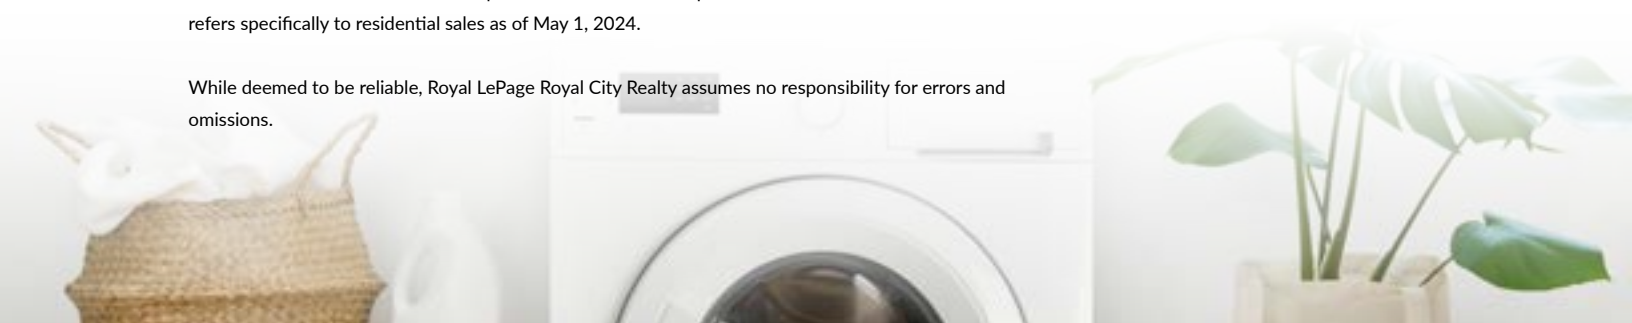 refers specifically to residential sales as of May 1, 2024.
While deemed to be reliable, Royal LePage Royal City Realty assumes no responsibility for errors and
omissions.